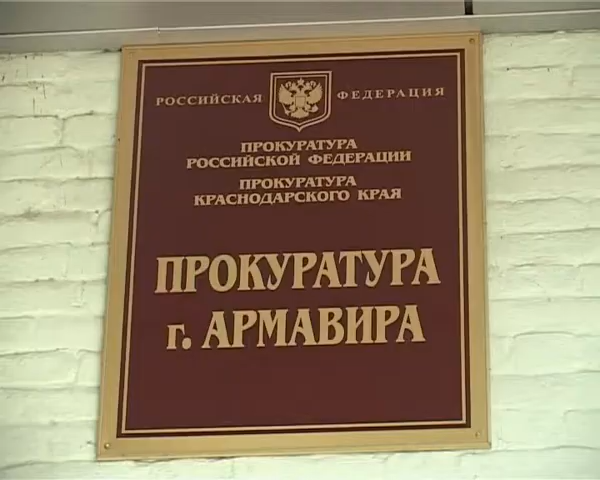 РОССИЙСКАЯ ФЕДЕРАЦИЯ
ПРОКУРАТУРА
РОССИЙСКОЙ ФЕДЕРАЦИИ
ПРОКУРАТУРА
КРАСНОДАРСКОГО КРАЯ
ПРОКУРАТУРА
г. АРМАВИРА